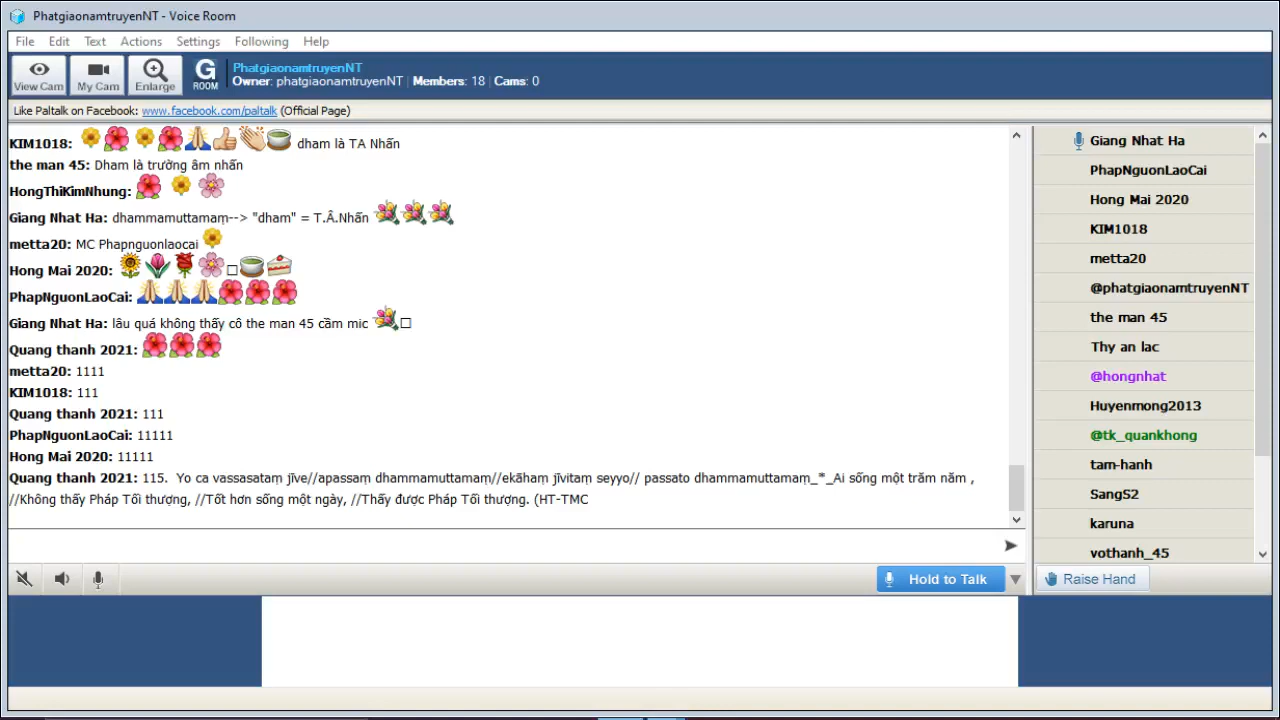 PhatgiaonamtruyenNT - Voice Room
File Edit Text Actions Settings Following Help
View Cam My Cam Enlarge G ROOM
PhatgiaonamtruyenNT
Owner: phatgiaonamtruyenNT | Members: 18 | Cams: 0
Like Paltalk on Facebook: www.facebook.com/paltalk (Official Page)
KIM1018: dham là TA Nhấn
the man 45: Dham là trường âm nhấn
HongThiKimNhung:
Giang Nhat Ha: dhammamuttamaṃ--> "dham" = T.Â.Nhấn
metta20: MC Phapnguonlaocai
Hong Mai 2020:
PhapNguonLaoCai:
Giang Nhat Ha: lâu quá không thấy cô the man 45 cầm mic
Quang thanh 2021:
metta20: 1111
KIM1018: 111
Quang thanh 2021: 111
PhapNguonLaoCai: 11111
Hong Mai 2020: 11111
Quang thanh 2021: 115. Yo ca vassasataṃ jīve//apassaṃ dhammamuttamaṃ//ekāhaṃ jīvitaṃ seyyo// passato dhammamuttamaṃ_*_Ai sống một trăm năm ,
//Không thấy Pháp Tối thượng, //Tốt hơn sống một ngày, //Thấy được Pháp Tối thượng. (HT-TMC
Giang Nhat Ha
PhapNguonLaoCai
Hong Mai 2020
KIM1018
metta20
@phatgiaonamtruyenNT
the man 45
Thy an lac
@hongnhat
Huyenmong2013
@tk_quankhong
tam-hanh
SangS2
karuna
vothanh_45
Hold to Talk
Raise Hand